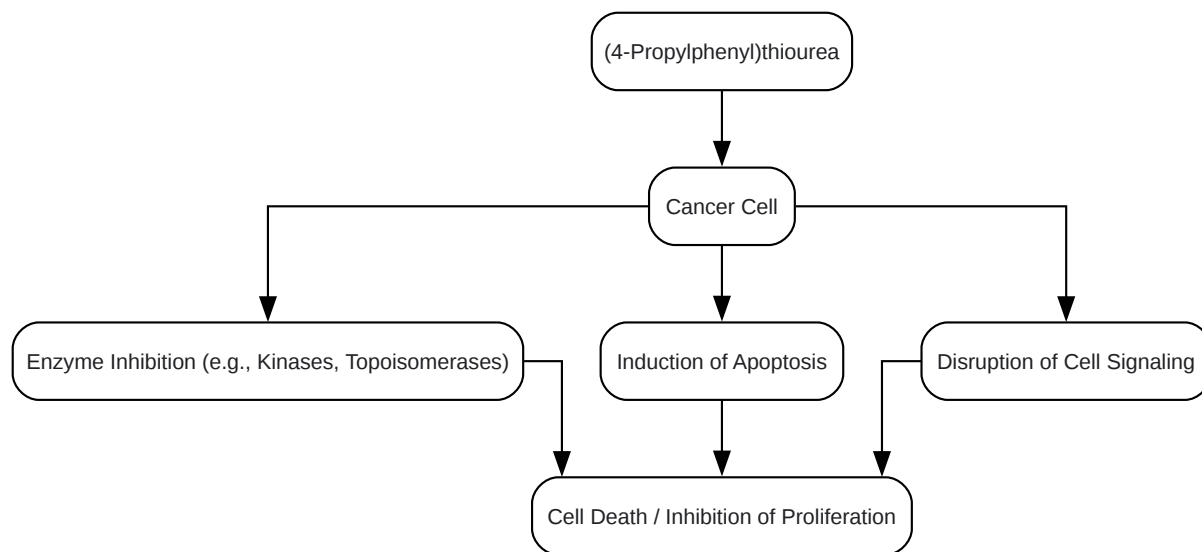 (4-Propylphenyl)thiourea
Cancer Cell
Enzyme Inhibition (e.g., Kinases, Topoisomerases)
Induction of Apoptosis
Disruption of Cell Signaling
Cell Death / Inhibition of Proliferation